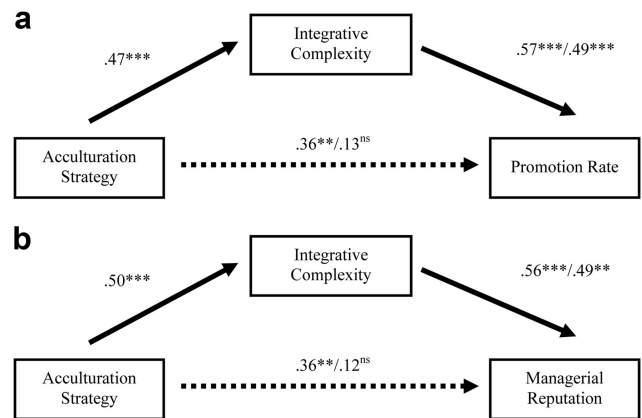 a
Integrative
Complexity
.47***
.57***/.49***
.36**/.13ns
Acculturation
Strategy
Promotion Rate
b
Integrative
Complexity
.50***
.56***/.49**
.36**/.12ns
Acculturation
Strategy
Managerial
Reputation